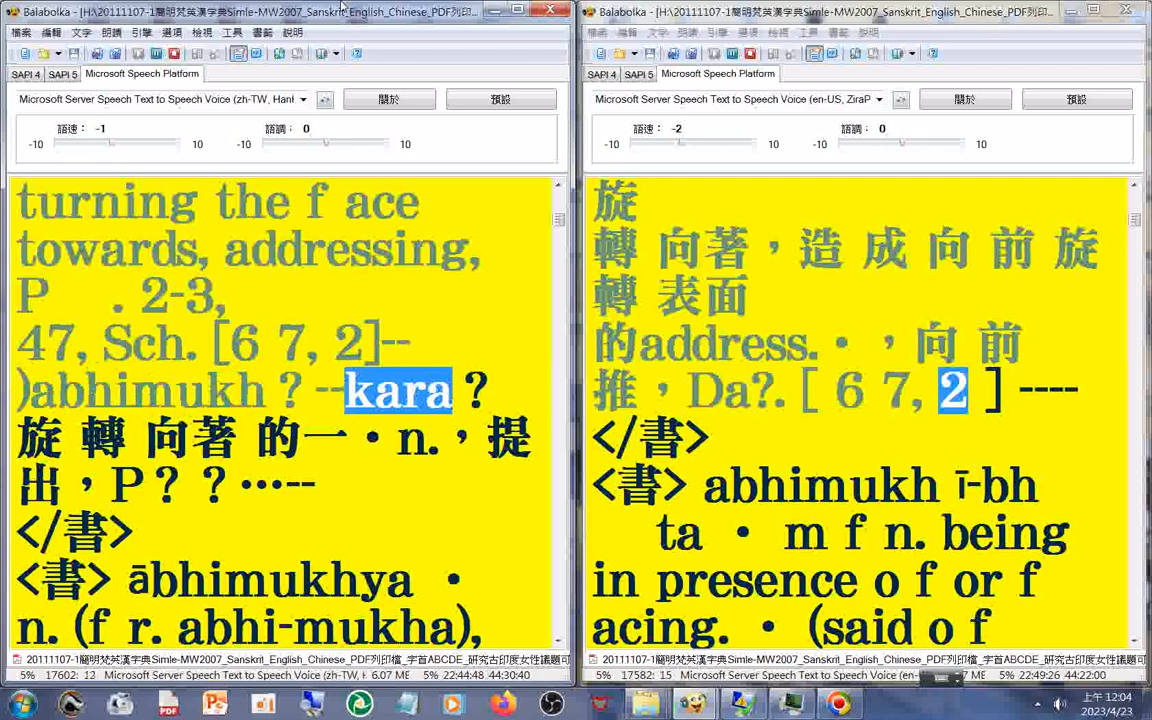 Balabolka - [H:\20111107-1簡明梵英漢字典Simle-MW2007_Sanskrit_English_Chinese_PDF列印...
檔案 編輯 文字 朗讀 引擎 選項 檢視 工具 書籤 說明
SAPI 4 SAPI 5 Microsoft Speech Platform
Microsoft Server Speech Text to Speech Voice (zh-TW, Hanl
關於
預設
語速： -1
語調： 0
-10 10 -10 10
turning the f ace
towards, addressing,
P . 2-3,
47, Sch. [6 7, 2]--
)abhimukh ? --kara ?
旋 轉 向著 的一‧n.，提
出，P? ?…--
</書>
<書> ābhimukhya ‧
n. (f r. abhi-mukha),
20111107-1簡明梵英漢字典Simle-MW2007_Sanskrit_English_Chinese_PDF列印檔_字首ABCDE_研究古印度女性議題可
5% 17602: 12 Microsoft Server Speech Text to Speech Voice (zh-TW, H 6.07 ME 5% 22:44:48 44:30:40
Balabolka - [H:\20111107-1簡明梵英漢字典Simle-MW2007_Sanskrit_English_Chinese_PDF列印...
檔案 編輯 文字 朗讀 引擎 選項 檢視 工具 書籤 說明
SAPI 4 SAPI 5 Microsoft Speech Platform
Microsoft Server Speech Text to Speech Voice (en-US, ZiraP
關於
預設
語速： -2
語調： 0
-10 10 -10 10
旋
轉 向著，造 成 向 前 旋
轉 表面
的address.‧，向 前
推，Da?. [ 6 7, 2 ] ----
</書>
<書> abhimukh ī-bh
ta ‧ m f n. being
in presence o f or f
acing. ‧ (said o f
20111107-1簡明梵英漢字典Simle-MW2007_Sanskrit_English_Chinese_PDF列印檔_字首ABCDE_研究古印度女性議題可
5% 17582: 15 Microsoft Server Speech Text to Speech Voice 6.07 ME 5% 22:49:26 44:22:00
上午 12:04
2023/4/23